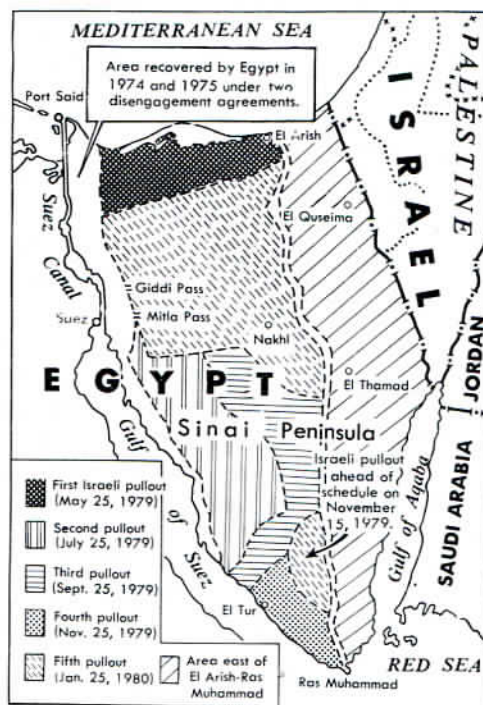 MEDITERRANEAN SEA
Area recovered by Egypt in
1974 and 1975 under two
disengagement agreements.
Port Said
El Arish
ISRAEL
PALESTINE
Suez
Canal
El Quseima
Giddi Pass
Mitla Pass
Suez
Nakhl
EGYPT
El Thamad
JORDAN
Sinai Peninsula
Gulf
of Suez
Israeli pullout
ahead of
schedule on
November
15, 1979.
Gulf of Aqaba
SAUDI ARABIA
First Israeli pullout
(May 25, 1979)
Second pullout
(July 25, 1979)
Third pullout
(Sept. 25, 1979)
Fourth pullout
(Nov. 25, 1979)
Fifth pullout
(Jan. 25, 1980)
El Tur
Area east of
El Arish-Ras
Muhammad
Ras Muhammad
RED SEA